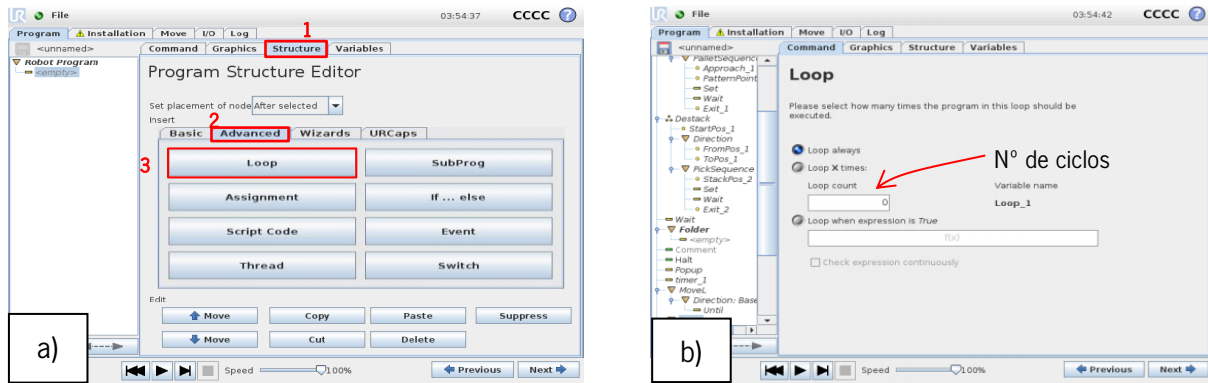 File 03:54:37 CCCC ?
Program Installation Move I/O Log 1
<unnamed> Command Graphics Structure Variables
Robot Program
<empty>
Program Structure Editor
Set placement of node After selected
Insert 2
Basic Advanced Wizards URCaps
3 Loop SubProg
Assignment If ... else
Script Code Event
Thread Switch
Edit
Move Copy Paste Suppress
Move Cut Delete
a)
Speed 100% Previous Next
File 03:54:42 CCCC ?
Program Installation Move I/O Log
<unnamed> Command Graphics Structure Variables
PalletSequence
Approach_1
PatternPoint
Set
Wait
Exit_1
Destack
StartPos_1
Direction
FromPos_1
ToPos_1
PickSequence
StackPos_2
Set
Wait
Exit_2
Wait
Folder
<empty>
Comment
Halt
Popup
timer_1
MoveL
Direction: Base
Until
Loop
Please select how many times the program in this loop should be
executed.
Loop always
Loop X times: Nº de ciclos
Loop count Variable name
0 Loop_1
Loop when expression is True
f(x)
Check expression continuously
b)
Speed 100% Previous Next